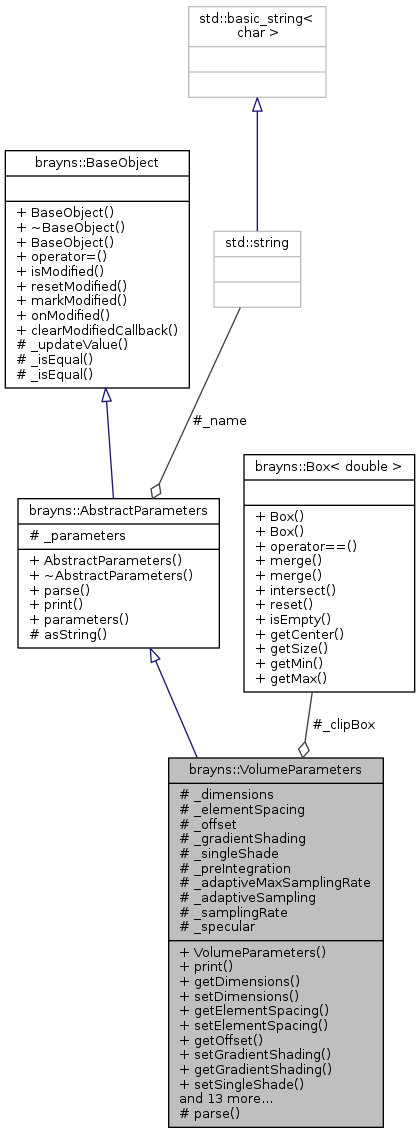 std::basic_string<
char >
brayns::BaseObject
+ BaseObject()
+ ~BaseObject()
+ BaseObject()
+ operator=()
+ isModified()
+ resetModified()
+ markModified()
+ onModified()
+ clearModifiedCallback()
# _updateValue()
# _isEqual()
# _isEqual()
std::string
#_name
brayns::AbstractParameters
# _parameters
+ AbstractParameters()
+ ~AbstractParameters()
+ parse()
+ print()
+ parameters()
# asString()
brayns::Box< double >
+ Box()
+ Box()
+ operator==()
+ merge()
+ merge()
+ intersect()
+ reset()
+ isEmpty()
+ getCenter()
+ getSize()
+ getMin()
+ getMax()
#_clipBox
brayns::VolumeParameters
# _dimensions
# _elementSpacing
# _offset
# _gradientShading
# _singleShade
# _preIntegration
# _adaptiveMaxSamplingRate
# _adaptiveSampling
# _samplingRate
# _specular
+ VolumeParameters()
+ print()
+ getDimensions()
+ setDimensions()
+ getElementSpacing()
+ setElementSpacing()
+ getOffset()
+ setGradientShading()
+ getGradientShading()
+ setSingleShade()
and 13 more...
# parse()